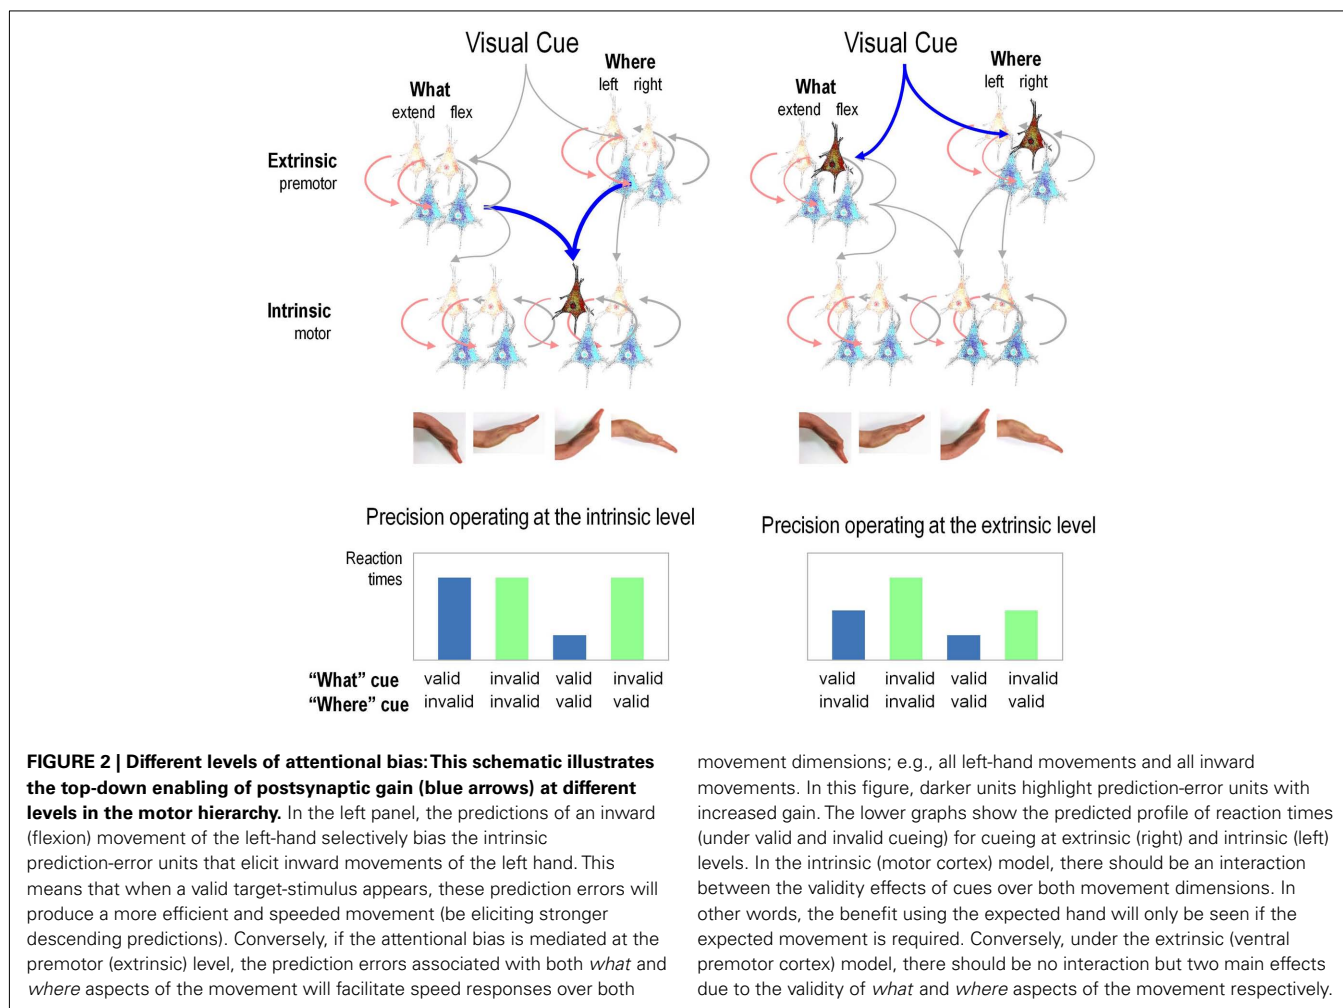 Visual Cue
What
extend flex
Where
left right
Extrinsic
premotor
Intrinsic
motor
Visual Cue
What
extend flex
Where
left right
Precision operating at the intrinsic level
Reaction
times
"What" cue valid invalid valid invalid
"Where" cue invalid invalid valid valid
Precision operating at the extrinsic level
valid invalid valid invalid
invalid invalid valid valid
FIGURE 2 | Different levels of attentional bias: This schematic illustrates
the top-down enabling of postsynaptic gain (blue arrows) at different
levels in the motor hierarchy. In the left panel, the predictions of an inward
(flexion) movement of the left-hand selectively bias the intrinsic
prediction-error units that elicit inward movements of the left hand. This
means that when a valid target-stimulus appears, these prediction errors will
produce a more efficient and speeded movement (be eliciting stronger
descending predictions). Conversely, if the attentional bias is mediated at the
premotor (extrinsic) level, the prediction errors associated with both what and
where aspects of the movement will facilitate speed responses over both
movement dimensions; e.g., all left-hand movements and all inward
movements. In this figure, darker units highlight prediction-error units with
increased gain. The lower graphs show the predicted profile of reaction times
(under valid and invalid cueing) for cueing at extrinsic (right) and intrinsic (left)
levels. In the intrinsic (motor cortex) model, there should be an interaction
between the validity effects of cues over both movement dimensions. In
other words, the benefit using the expected hand will only be seen if the
expected movement is required. Conversely, under the extrinsic (ventral
premotor cortex) model, there should be no interaction but two main effects
due to the validity of what and where aspects of the movement respectively.